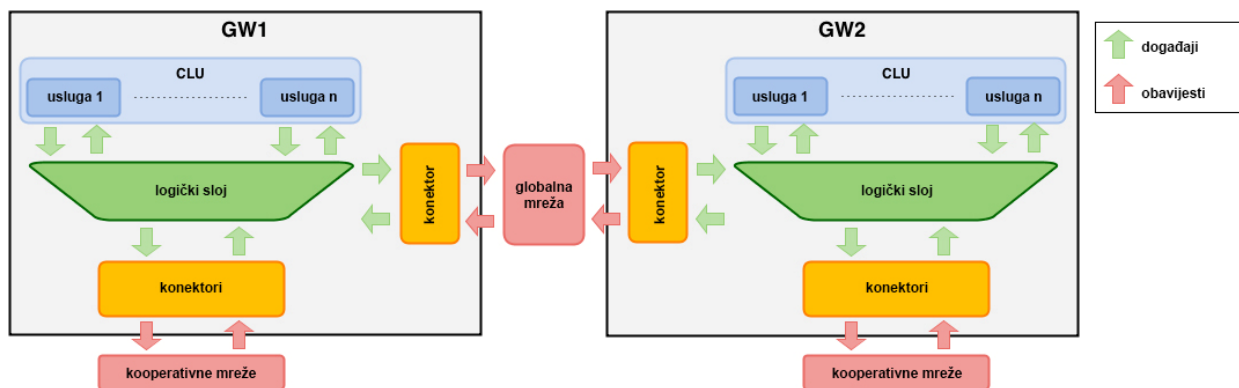 GW1
CLU
usluga 1
usluga n
logički sloj
konektor
konektori
kooperativne mreže
globalna
mreža
GW2
CLU
usluga 1
usluga n
konektor
logički sloj
konektori
kooperativne mreže
događaji
obavijesti